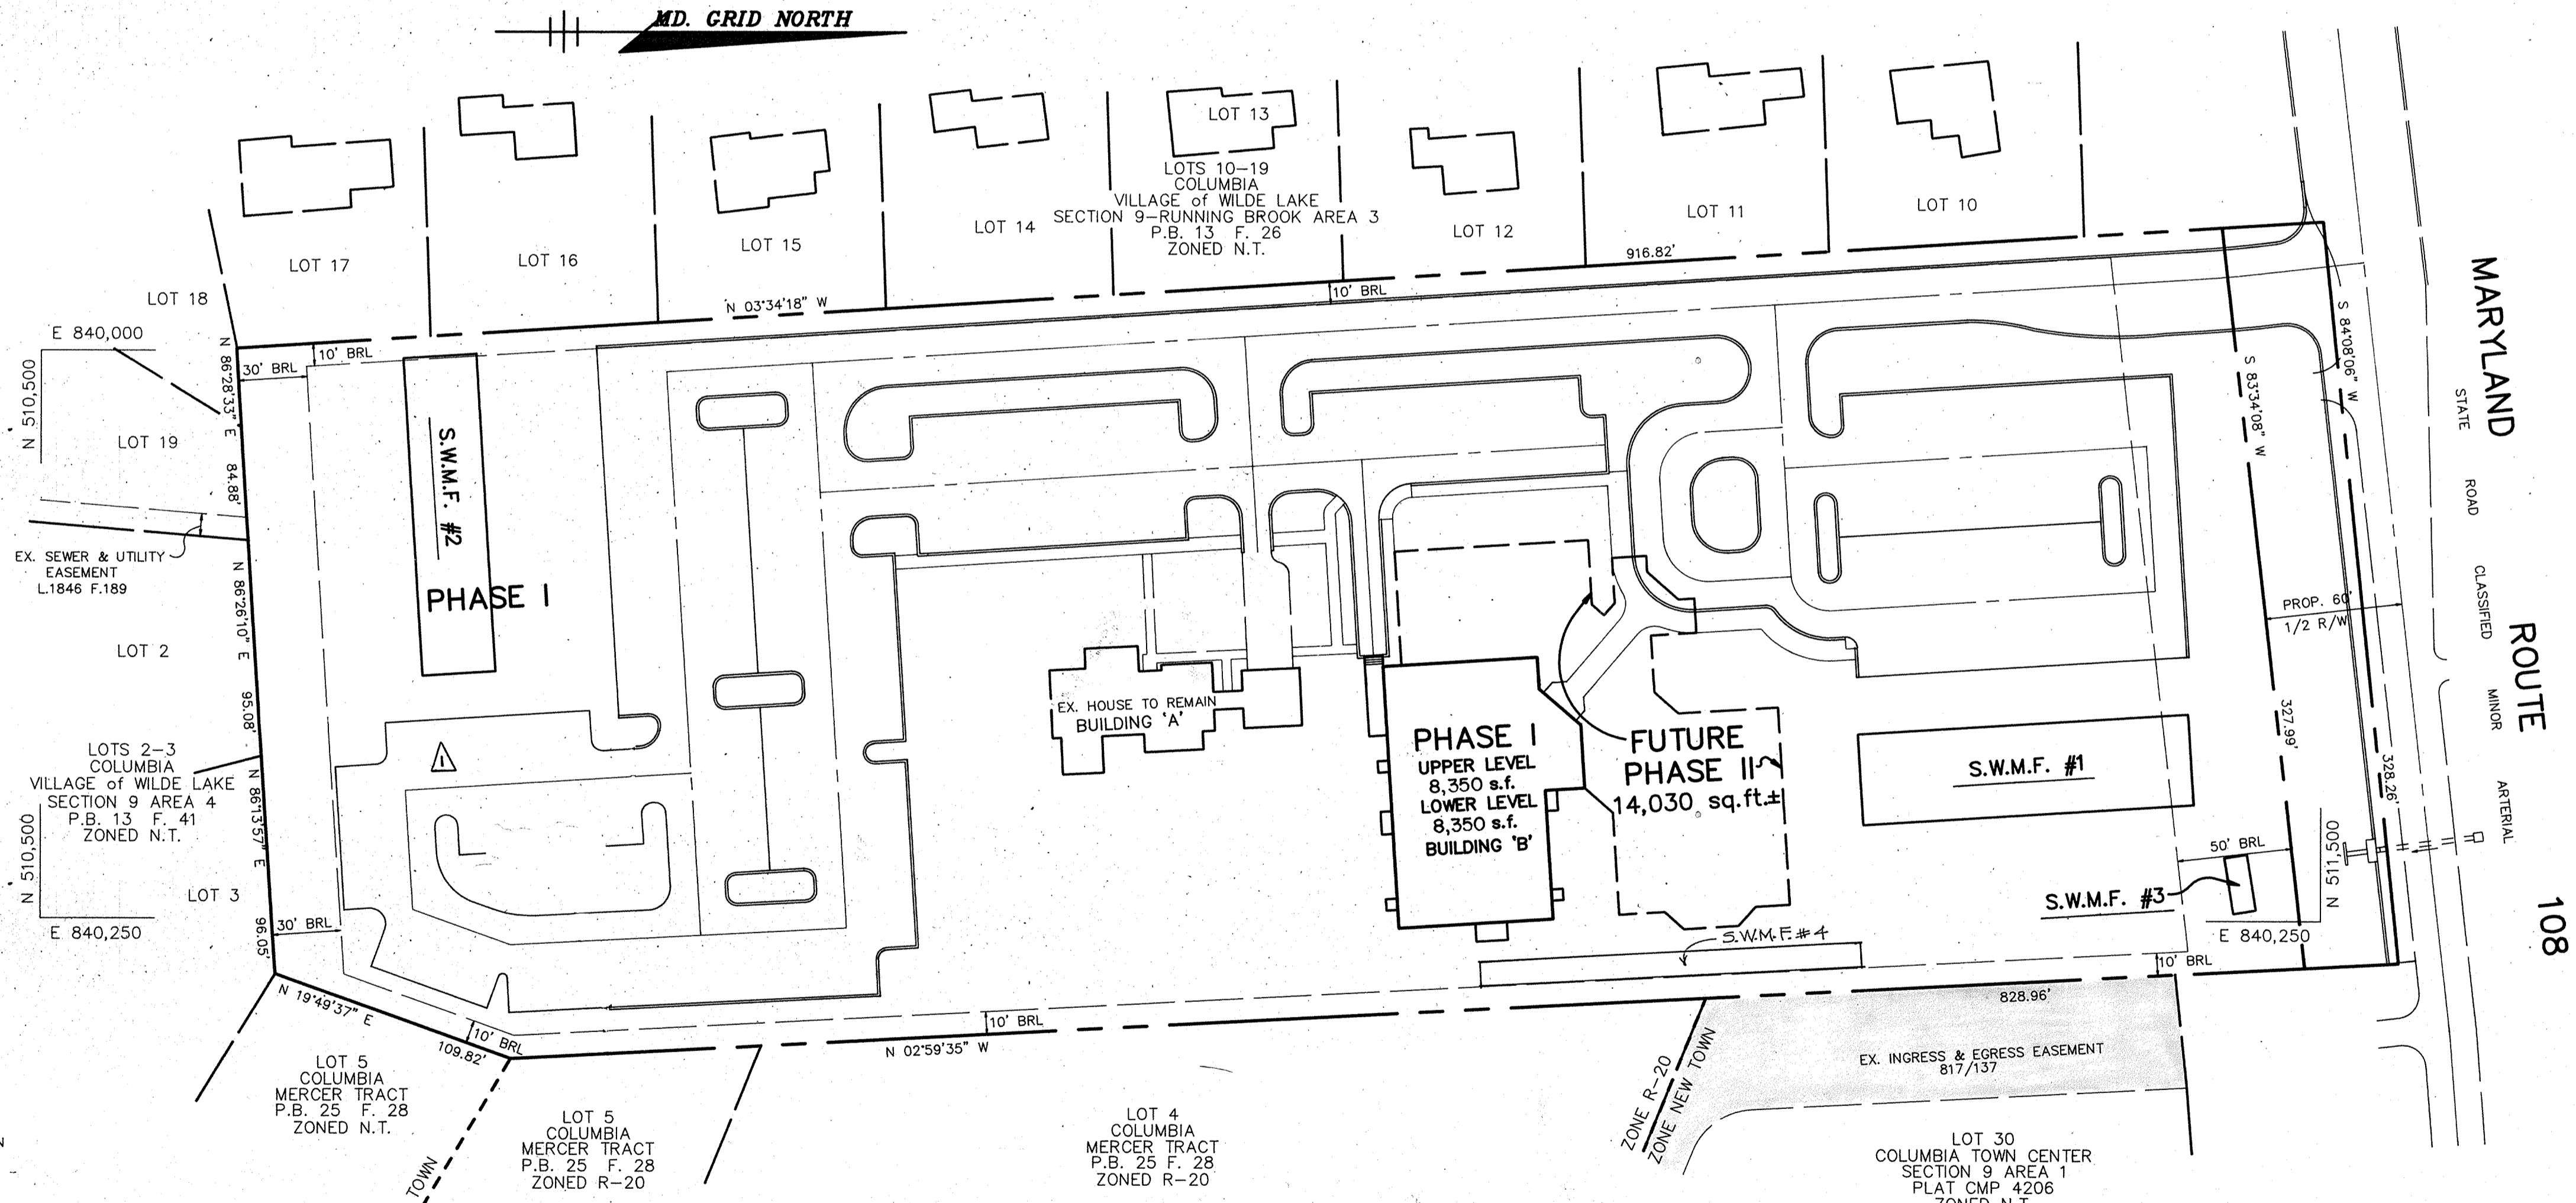 MD. GRID NORTH
LOT 13
LOTS 10-19
COLUMBIA
VILLAGE of WILDE LAKE
SECTION 9-RUNNING BROOK AREA 3
P.B. 13 F. 26
ZONED N.T.
LOT 17
LOT 16
LOT 15
LOT 14
LOT 12
LOT 11
LOT 10
916.82'
N 03°34'18" W
10' BRL
LOT 18
E 840,000
N 510,500
10' BRL
30' BRL
N 86°28'33" E 84.88'
LOT 19
EX. SEWER & UTILITY
EASEMENT
L.1846 F.189
N 86°26'10" E 95.08'
LOT 2
LOTS 2-3
COLUMBIA
VILLAGE of WILDE LAKE
SECTION 9 AREA 4
P.B. 13 F. 41
ZONED N.T.
N 86°13'57" E 96.05'
N 510,500
LOT 3
E 840,250
30' BRL
S.W.M.F. #2
PHASE I
1
EX. HOUSE TO REMAIN
BUILDING 'A'
PHASE I
UPPER LEVEL
8,350 s.f.
LOWER LEVEL
8,350 s.f.
BUILDING 'B'
FUTURE
PHASE II
14,030 sq.ft.±
S.W.M.F. #1
S.W.M.F. #3
S.W.M.F. #4
50' BRL
N 511,500
E 840,250
10' BRL
S 83°34'08" W
327.99'
S 84°08'06" W
328.26'
PROP. 60'
1/2 R/W
MARYLAND ROUTE 108
STATE ROAD CLASSIFIED MINOR ARTERIAL
N 19°49'37" E
109.82'
10' BRL
10' BRL
N 02°59'35" W
828.96'
LOT 5
COLUMBIA
MERCER TRACT
P.B. 25 F. 28
ZONED N.T.
TOWN
LOT 5
COLUMBIA
MERCER TRACT
P.B. 25 F. 28
ZONED R-20
LOT 4
COLUMBIA
MERCER TRACT
P.B. 25 F. 28
ZONED R-20
ZONE R-20
ZONE NEW TOWN
EX. INGRESS & EGRESS EASEMENT
817/137
LOT 30
COLUMBIA TOWN CENTER
SECTION 9 AREA 1
PLAT CMP 4206
ZONED N.T.